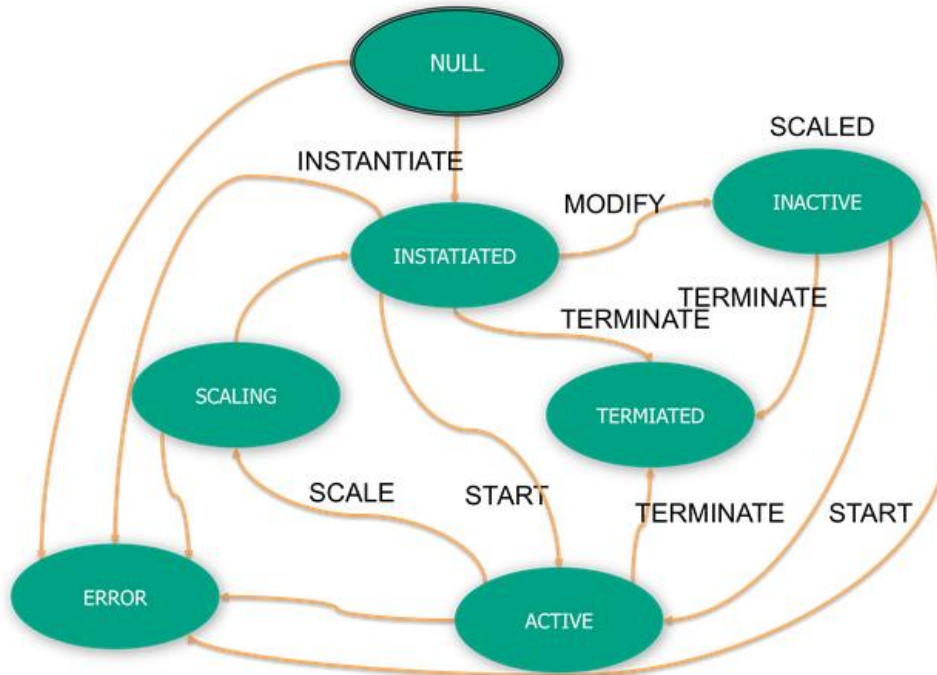 NULL
SCALED
INSTANTIATE
MODIFY
INACTIVE
INSTATIATED
TERMINATE
TERMINATE
SCALING
TERMIATED
SCALE
START
TERMINATE
START
ERROR
ACTIVE